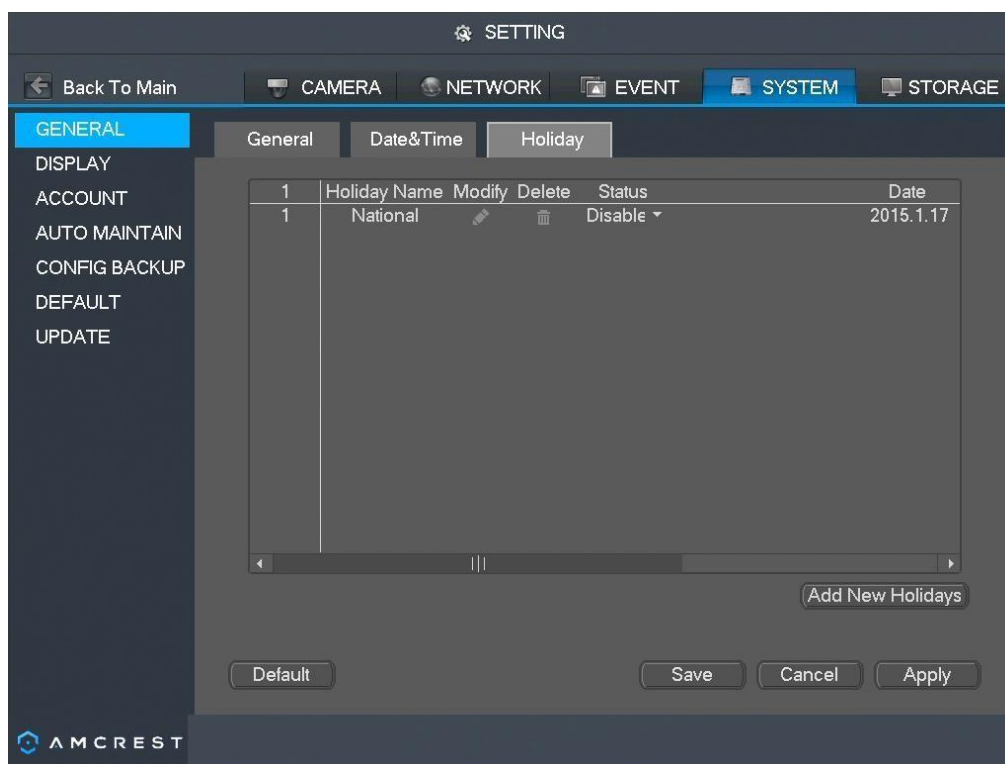 SETTING
Back To Main CAMERA NETWORK EVENT SYSTEM STORAGE
GENERAL
DISPLAY
ACCOUNT
AUTO MAINTAIN
CONFIG BACKUP
DEFAULT
UPDATE
General Date&Time Holiday
1 Holiday Name Modify Delete Status Date
1 National Disable 2015.1.17
Add New Holidays
Default Save Cancel Apply
AMCREST